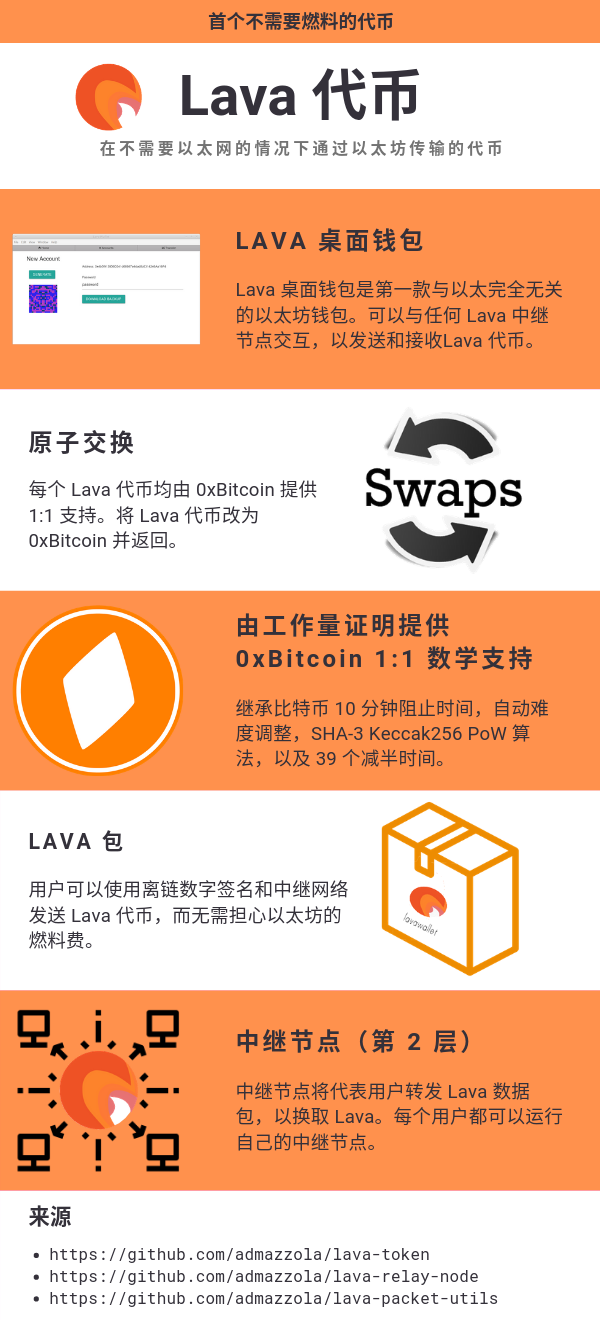 首个不需要燃料的代币
Lava 代币
在不需要以太网的情况下通过以太坊传输的代币
New Account
Password
password
DOWNLOAD BACKUP
LAVA 桌面钱包
Lava 桌面钱包是第一款与以太完全无关
的以太坊钱包。可以与任何 Lava 中继
节点交互，以发送和接收Lava 代币。
原子交换
每个 Lava 代币均由 0xBitcoin 提供
1:1 支持。将 Lava 代币改为
0xBitcoin 并返回。
Swaps
由工作量证明提供
0xBitcoin 1:1 数学支持
继承比特币 10 分钟阻止时间，自动难
度调整，SHA-3 Keccak256 PoW 算
法，以及 39 个减半时间。
LAVA 包
用户可以使用离链数字签名和中继网络
发送 Lava 代币，而无需担心以太坊的
燃料费。
lavawallet
中继节点（第 2 层）
中继节点将代表用户转发 Lava 数据
包，以换取 Lava。每个用户都可以运行
自己的中继节点。
来源
• https://github.com/admazzola/lava-token
• https://github.com/admazzola/lava-relay-node
• https://github.com/admazzola/lava-packet-utils